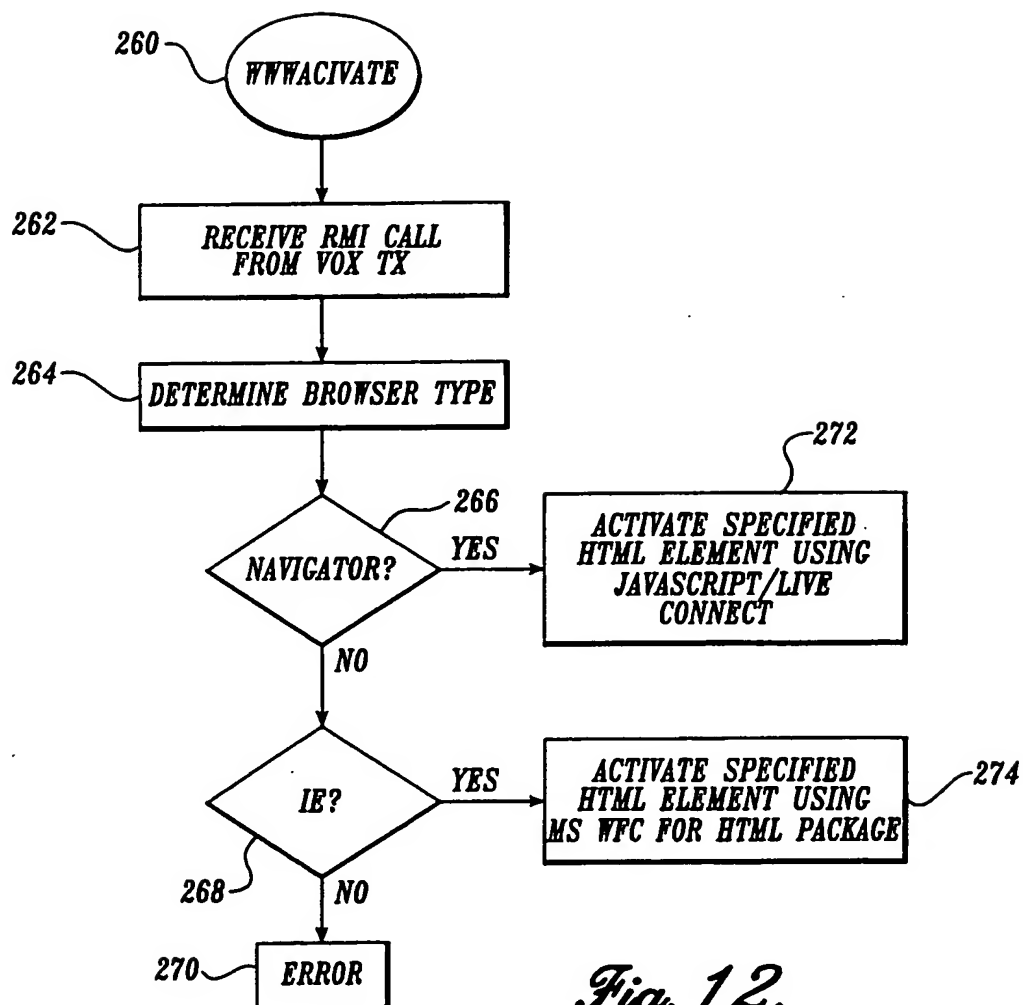 260
WWWACIVATE
262
RECEIVE RMI CALL
FROM VOX TX
264
DETERMINE BROWSER TYPE
266
NAVIGATOR?
YES
272
ACTIVATE SPECIFIED
HTML ELEMENT USING
JAVASCRIPT/LIVE
CONNECT
NO
IE?
268
YES
ACTIVATE SPECIFIED
HTML ELEMENT USING
MS WFC FOR HTML PACKAGE
274
NO
270
ERROR
Fig. 12.